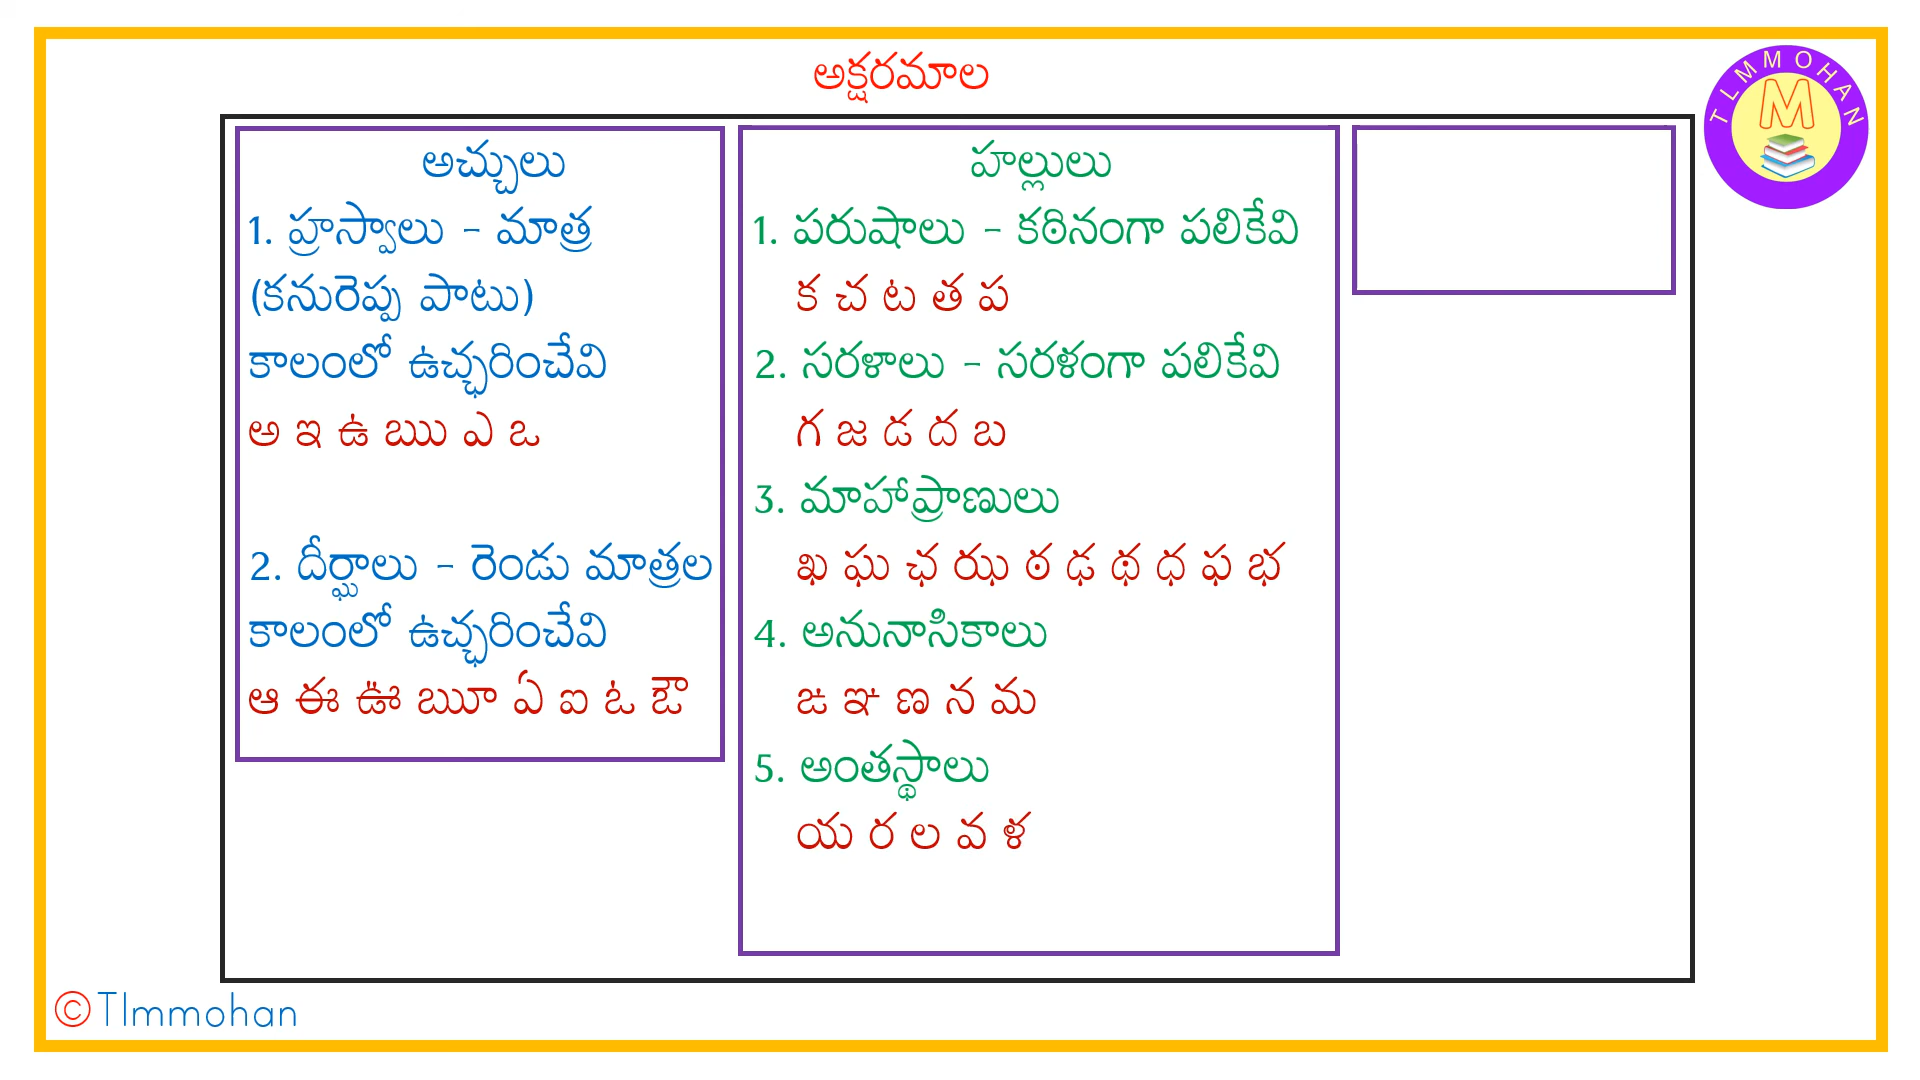 అక్షరమాల
TLMMOHAN
M
అచ్చులు
1. హ్రస్వాలు - మాత్ర
(కనురెప్ప పాటు)
కాలంలో ఉచ్ఛరించేవి
అ ఇ ఉ ఋ ఎ ఒ
2. దీర్ఘాలు - రెండు మాత్రల
కాలంలో ఉచ్ఛరించేవి
ఆ ఈ ఊ ౠ ఏ ఐ ఓ ఔ
హల్లులు
1. పరుషాలు - కఠినంగా పలికేవి
క చ ట త ప
2. సరళాలు - సరళంగా పలికేవి
గ జ డ ద బ
3. మాహాప్రాణులు
ఖ ఘ ఛ ఝ ఠ ఢ థ ధ ఫ భ
4. అనునాసికాలు
ఙ ఞ ణ న మ
5. అంతస్థాలు
య ర ల వ ళ
©Tlmmohan